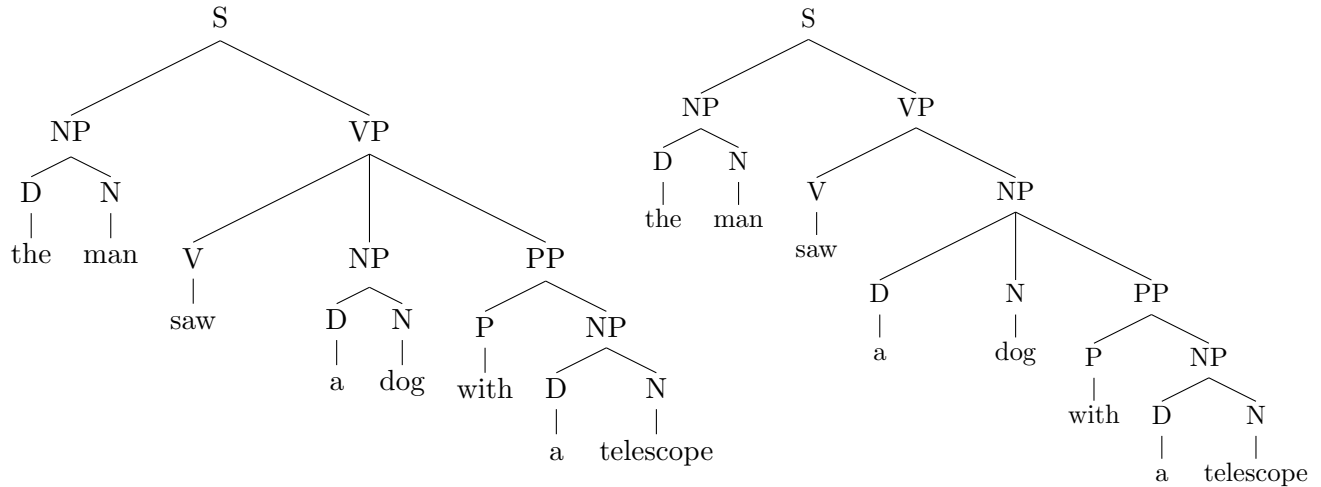 S
NP VP
D N
the man
V NP PP
saw
D N
a dog
P NP
with
D N
a telescope
S
NP VP
D N
the man
V NP
saw
D N PP
a dog
P NP
with
D N
a telescope